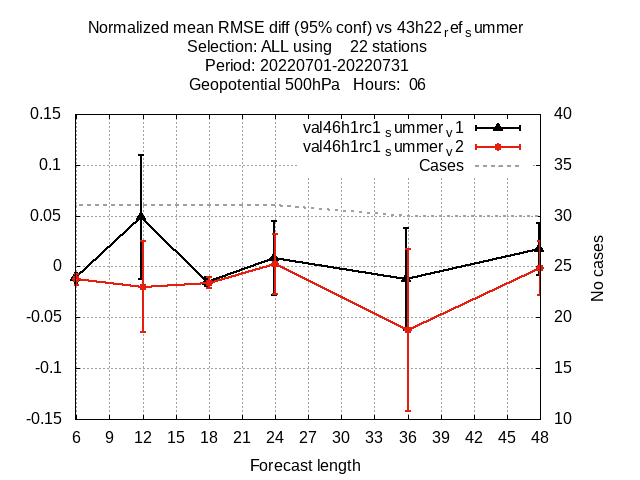 Normalized mean RMSE diff (95% conf) vs 43h22refsummer
Selection: ALL using 22 stations
Period: 20220701-20220731
Geopotential 500hPa Hours: 06
val46h1rc1summerv1
val46h1rc1summerv2
Cases
0.15
0.1
0.05
0
-0.05
-0.1
-0.15
40
35
30
25
20
15
10
No cases
6 9 12 15 18 21 24 27 30 33 36 39 42 45 48
Forecast length